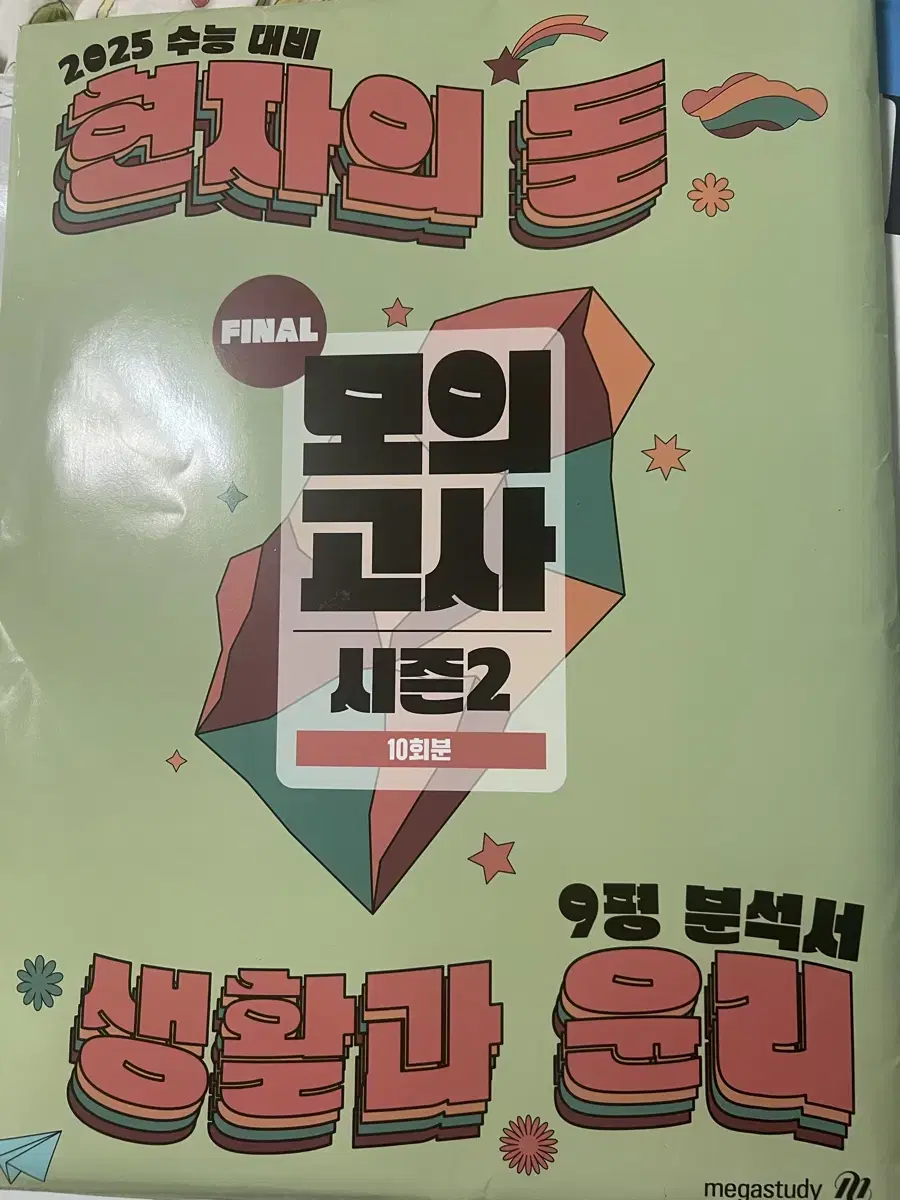 2025 수능 대비
현자의 돌
FINAL
모의
고사
시즌2
10회분
9평 분석서
생활과 윤리
megastudy